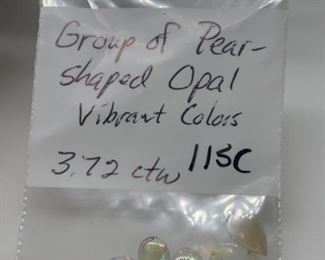 Group of Pear-
shaped Opal
Vibrant Colors
3.72 ctw 115C